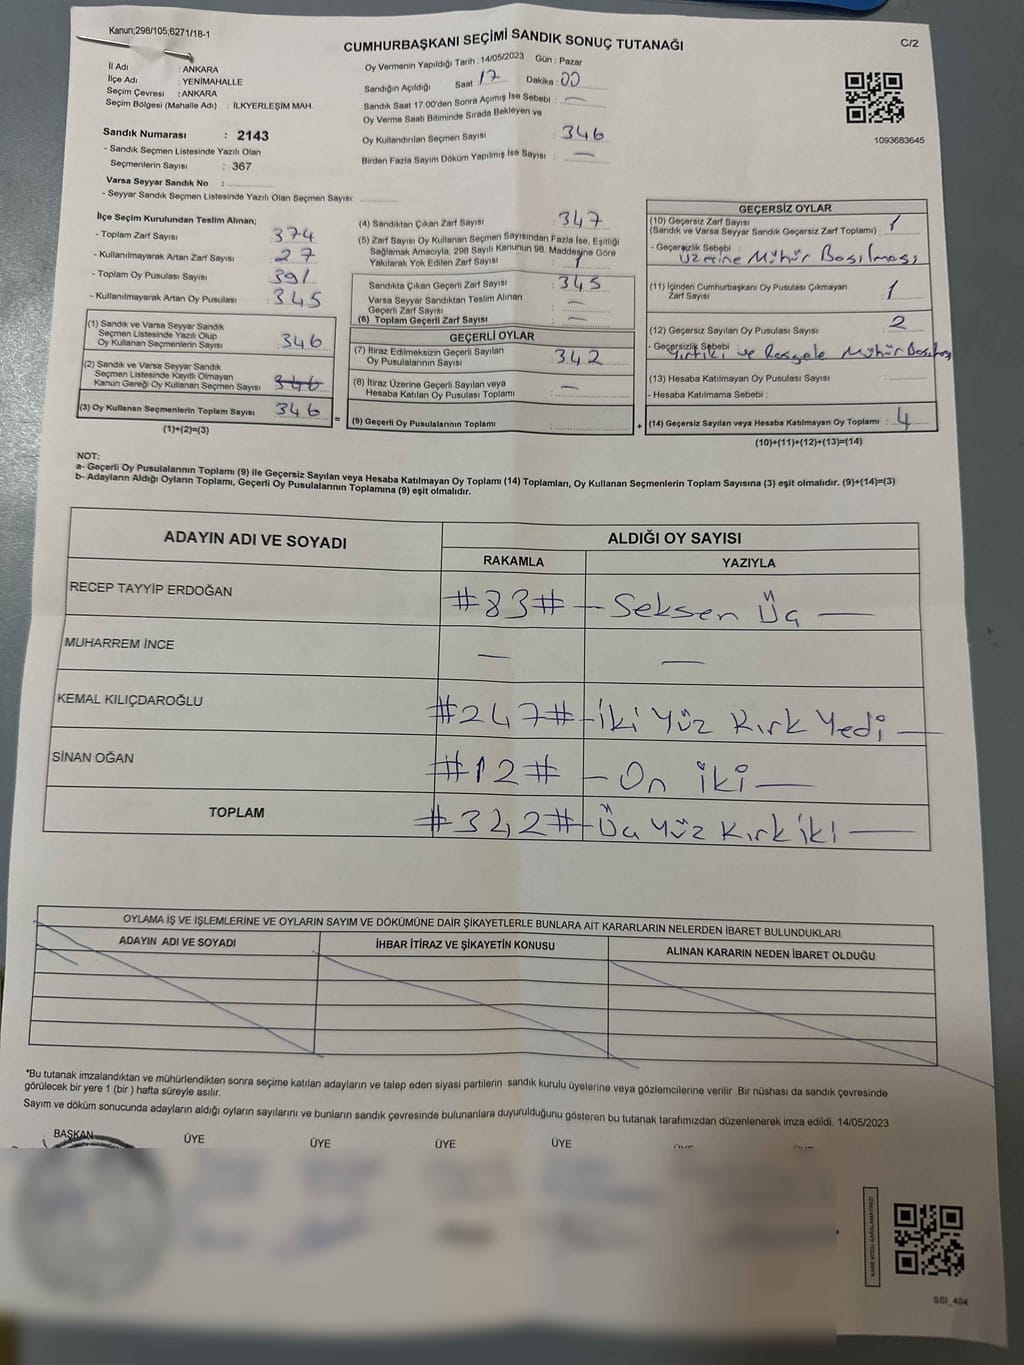 Kanun;298/105;6271/18-1
CUMHURBAŞKANI SEÇİMİ SANDIK SONUÇ TUTANAĞI
C/2
İl Adı : ANKARA
İlçe Adı : YENİMAHALLE
Seçim Çevresi : ANKARA
Seçim Bölgesi (Mahalle Adı) : İLKYERLEŞİM MAH.
Sandık Numarası : 2143
- Sandık Seçmen Listesinde Yazılı Olan
Seçmenlerin Sayısı : 367
Varsa Seyyar Sandık No :
- Seyyar Sandık Seçmen Listesinde Yazılı Olan Seçmen Sayısı:
Oy Vermenin Yapıldığı Tarih : 14/05/2023 Gün : Pazar
Sandığın Açıldığı Saat 17 Dakika : 00
Sandık Saat 17.00'den Sonra Açımış İse Sebebi : —
Oy Verme Saati Bitiminde Sırada Bekleyen ve
Oy Kullandırılan Seçmen Sayısı : 346
Birden Fazla Sayım Döküm Yapılmış İse Sayısı : —
1093683645
İlçe Seçim Kurulundan Teslim Alınan;
- Toplam Zarf Sayısı : 374
- Kullanılmayarak Artan Zarf Sayısı : 27
- Toplam Oy Pusulası Sayısı : 391
- Kullanılmayarak Artan Oy Pusulası : 345
(1) Sandık ve Varsa Seyyar Sandık
Seçmen Listesinde Yazılı Olup
Oy Kullanan Seçmenlerin Sayısı : 346
(2) Sandık ve Varsa Seyyar Sandık
Seçmen Listesinde Kayıtlı Olmayan
Kanun Gereği Oy Kullanan Seçmen Sayısı : 346
(3) Oy Kullanan Seçmenlerin Toplam Sayısı : 346
(1)+(2)=(3)
=
(4) Sandıktan Çıkan Zarf Sayısı : 347
(5) Zarf Sayısı Oy Kullanan Seçmen Sayısından Fazla İse, Eşitliği
Sağlamak Amacıyla, 298 Sayılı Kanunun 98. Maddesine Göre
Yakılarak Yok Edilen Zarf Sayısı : 1
Sandıkta Çıkan Geçerli Zarf Sayısı : 345
Varsa Seyyar Sandıktan Teslim Alınan
Geçerli Zarf Sayısı : —
(6) Toplam Geçerli Zarf Sayısı : —
GEÇERLİ OYLAR
(7) İtiraz Edilmeksizin Geçerli Sayılan
Oy Pusulasının Sayısı : 342
(8) İtiraz Üzerine Geçerli Sayılan veya
Hesaba Katılan Oy Pusulası Toplamı : —
(9) Geçerli Oy Pusulalarının Toplamı :
+
GEÇERSİZ OYLAR
(10) Geçersiz Zarf Sayısı
(Sandık ve Varsa Seyyar Sandık Geçersiz Zarf Toplamı) : 1
- Geçersizlik Sebebi :
Üzerine Mühür Basılması
(11) İçinden Cumhurbaşkanı Oy Pusulası Çıkmayan
Zarf Sayısı : 1
(12) Geçersiz Sayılan Oy Pusulası Sayısı : 2
- Geçersizlik Sebebi :
Yırtık ve Rasgele Mühür
(13) Hesaba Katılmayan Oy Pusulası Sayısı :
- Hesaba Katılmama Sebebi :
(14) Geçersiz Sayılan veya Hesaba Katılmayan Oy Toplamı : 4
(10)+(11)+(12)+(13)=(14)
NOT:
a- Geçerli Oy Pusulalarının Toplamı (9) ile Geçersiz Sayılan veya Hesaba Katılmayan Oy Toplamı (14) Toplamları, Oy Kullanan Seçmenlerin Toplam Sayısına (3) eşit olmalıdır. (9)+(14)=(3)
b- Adayların Aldığı Oyların Toplamı, Geçerli Oy Pusulalarının Toplamına (9) eşit olmalıdır.
ADAYIN ADI VE SOYADI ALDIĞI OY SAYISI
RAKAMLA YAZIYLA
RECEP TAYYİP ERDOĞAN #83# — Seksen Üç —
MUHARREM İNCE — —
KEMAL KILIÇDAROĞLU #247# — İki Yüz Kırk Yedi —
SİNAN OĞAN #12# — On iki —
TOPLAM #342# — Üç Yüz Kırk iki —
OYLAMA İŞ VE İŞLEMLERİNE VE OYLARIN SAYIM VE DÖKÜMÜNE DAİR ŞİKAYETLERLE BUNLARA AİT KARARLARIN NELERDEN İBARET BULUNDUKLARI
ADAYIN ADI VE SOYADI İHBAR İTİRAZ VE ŞİKAYETİN KONUSU ALINAN KARARIN NEDEN İBARET OLDUĞU
*Bu tutanak imzalandıktan ve mühürlendikten sonra seçime katılan adayların ve talep eden siyasi partilerin sandık kurulu üyelerine veya gözlemcilerine verilir .Bir nüshası da sandık çevresinde
görülecek bir yere 1 (bir ) hafta süreyle asılır.
Sayım ve döküm sonucunda adayların aldığı oyların sayılarını ve bunların sandık çevresinde bulunanlara duyurulduğunu gösteren bu tutanak tarafımızdan düzenlenerek imza edildi. 14/05/2023
BAŞKAN ÜYE ÜYE ÜYE ÜYE
KARE KODU KARALAMAYINIZ!
SSI_404